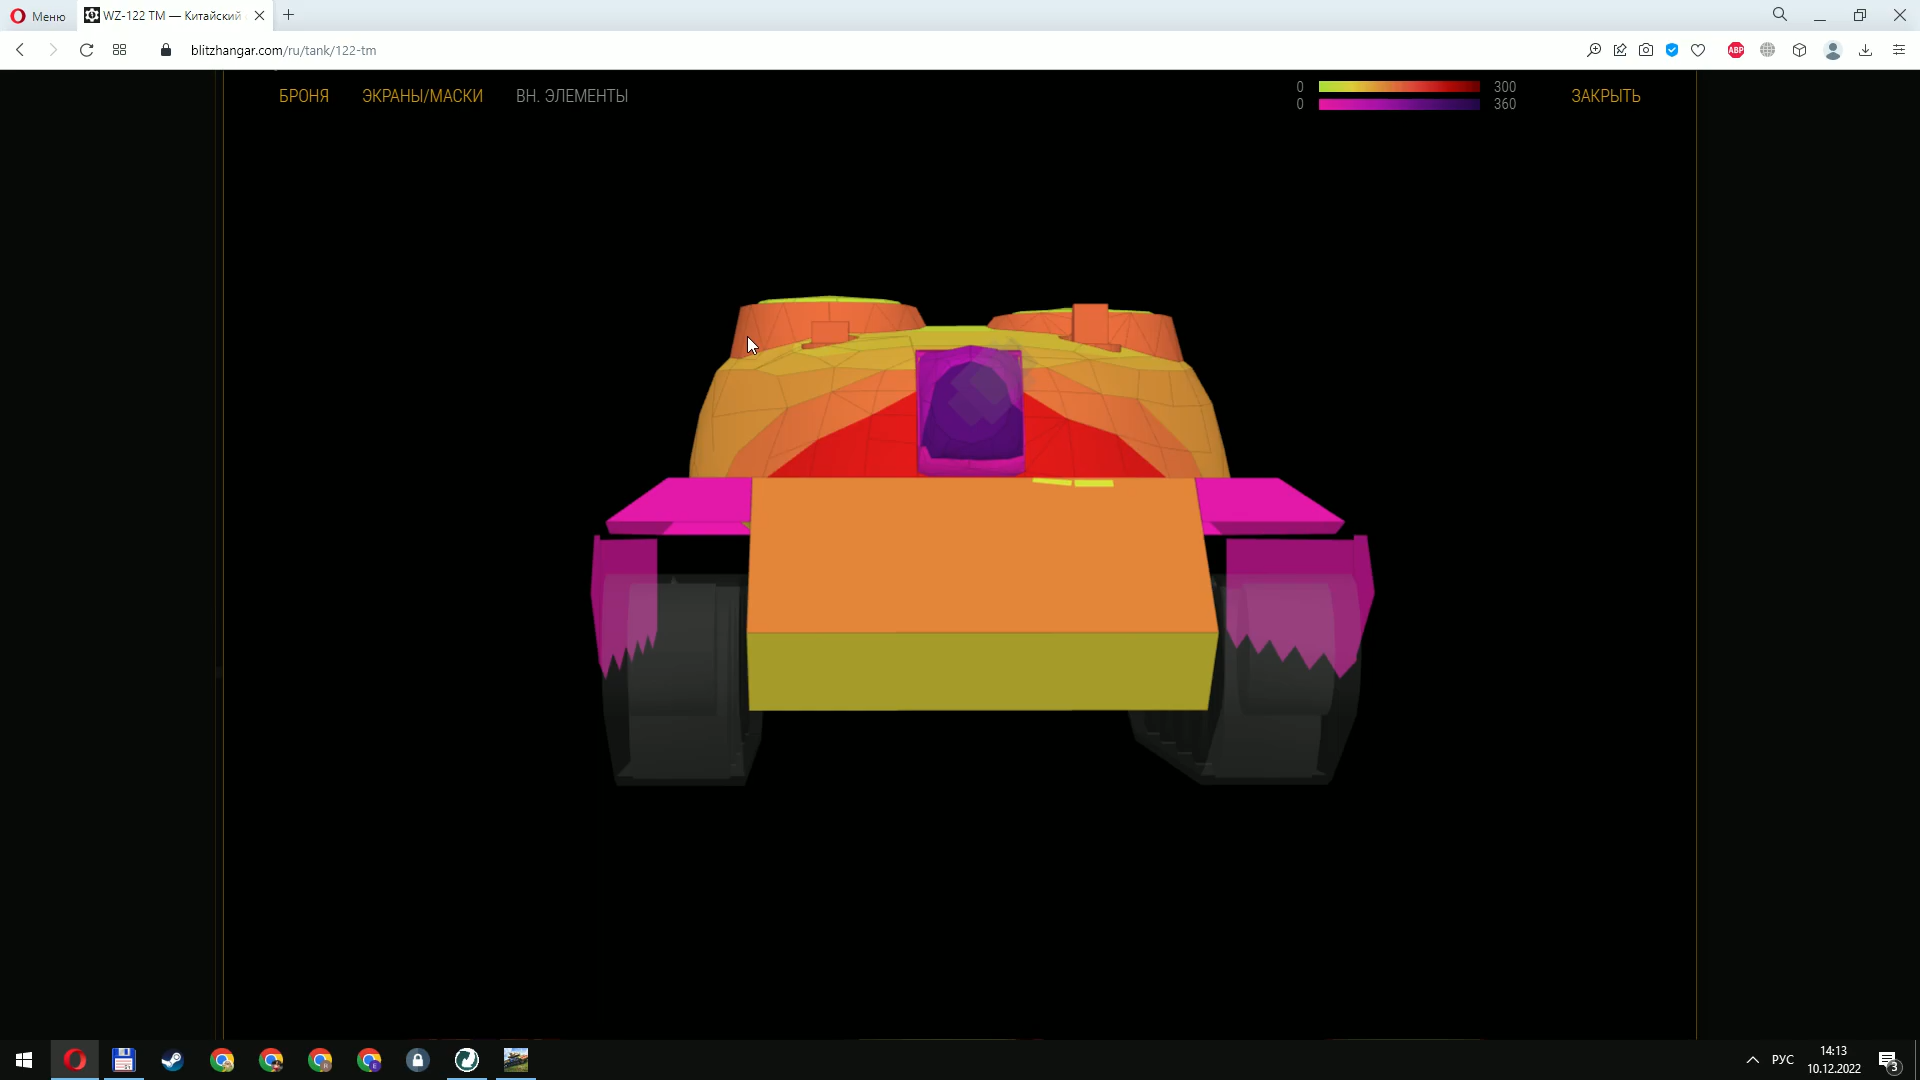 Меню
WZ-122 TM — Китайский
blitzhangar.com/ru/tank/122-tm
ABP
БРОНЯ
ЭКРАНЫ/МАСКИ
ВН. ЭЛЕМЕНТЫ
0
300
0
360
ЗАКРЫТЬ
РУС
14:13
10.12.2022
3